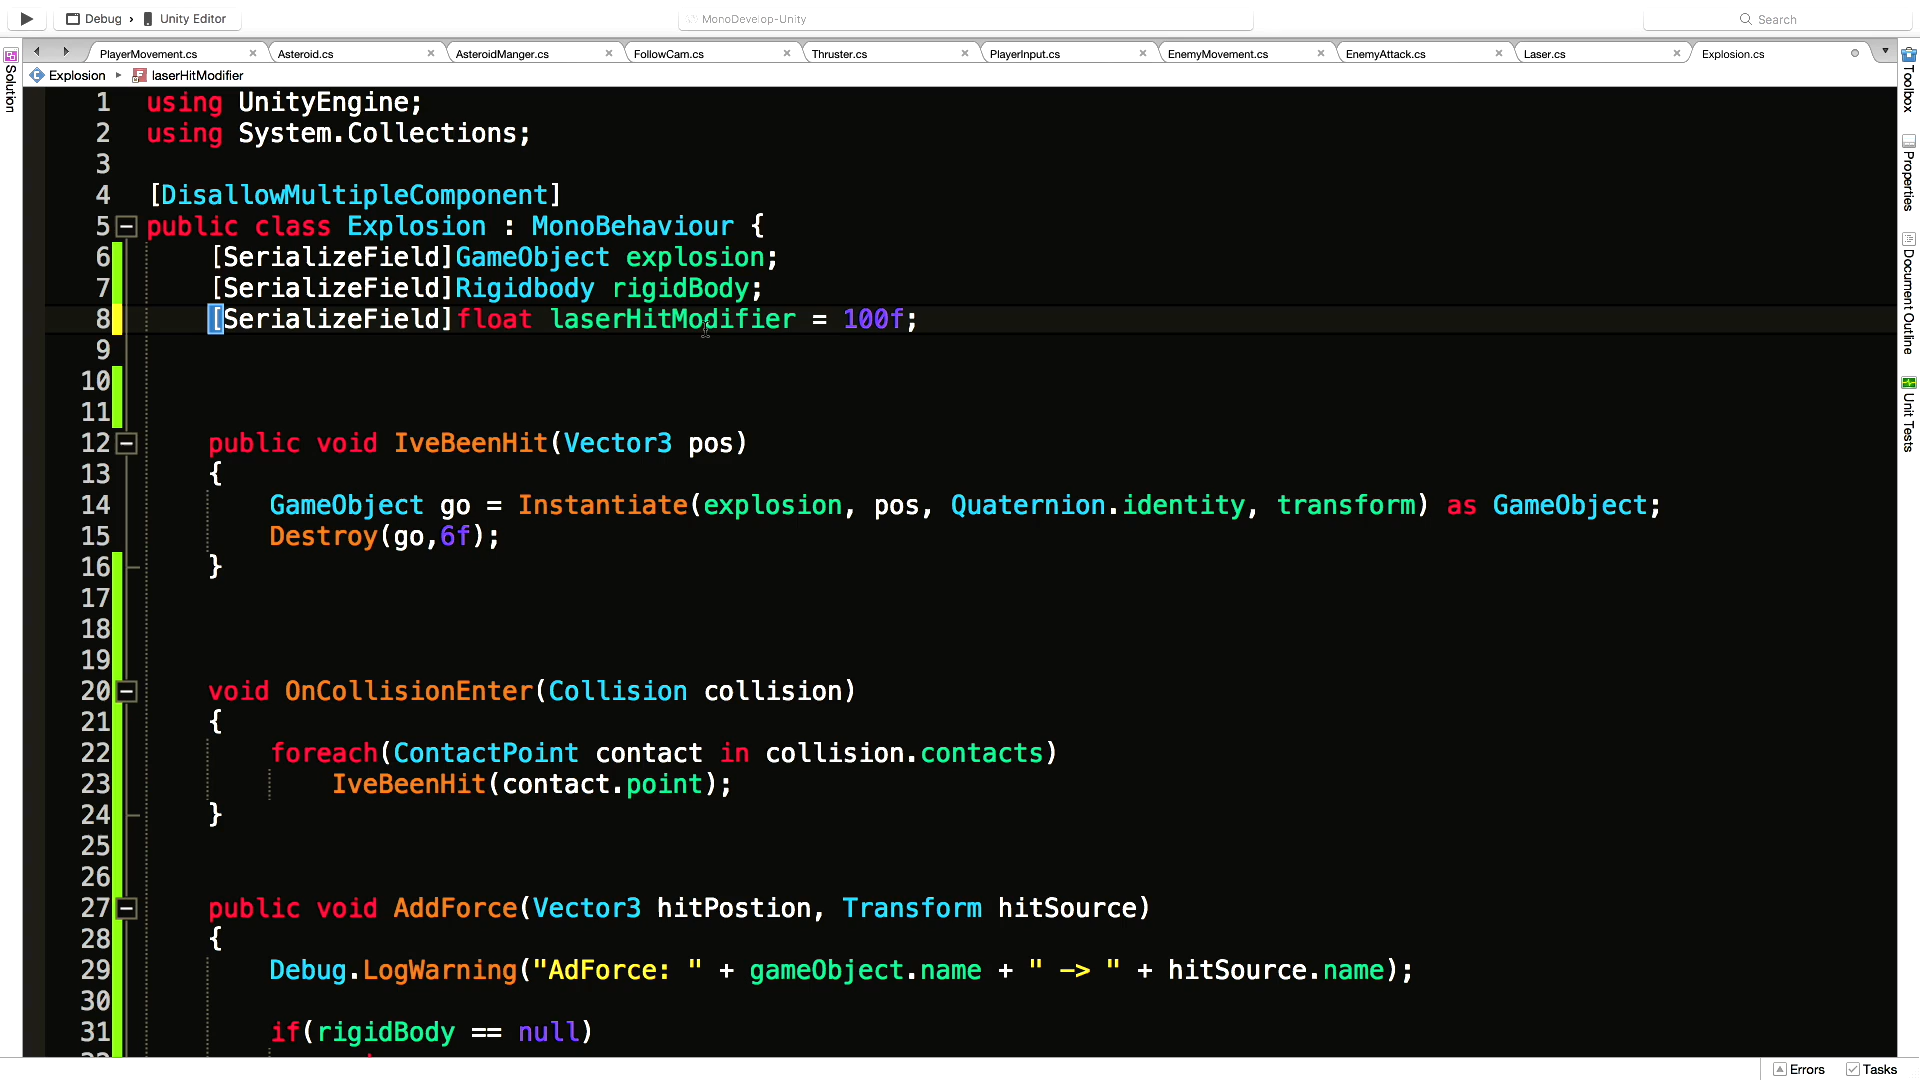 Debug › Unity Editor
MonoDevelop-Unity
Search
PlayerMovement.cs
Asteroid.cs
AsteroidManger.cs
FollowCam.cs
Thruster.cs
PlayerInput.cs
EnemyMovement.cs
EnemyAttack.cs
Laser.cs
Explosion.cs
Explosion ▸ laserHitModifier
Solution
1 using UnityEngine;
2 using System.Collections;
3
4 [DisallowMultipleComponent]
5 public class Explosion : MonoBehaviour {
6 [SerializeField]GameObject explosion;
7 [SerializeField]Rigidbody rigidBody;
8 [SerializeField]float laserHitModifier = 100f;
9
10
11
12 public void IveBeenHit(Vector3 pos)
13 {
14 GameObject go = Instantiate(explosion, pos, Quaternion.identity, transform) as GameObject;
15 Destroy(go,6f);
16 }
17
18
19
20 void OnCollisionEnter(Collision collision)
21 {
22 foreach(ContactPoint contact in collision.contacts)
23 IveBeenHit(contact.point);
24 }
25
26
27 public void AddForce(Vector3 hitPostion, Transform hitSource)
28 {
29 Debug.LogWarning("AdForce: " + gameObject.name + " -> " + hitSource.name);
30
31 if(rigidBody == null)
Toolbox
Properties
Document Outline
Unit Tests
Errors
Tasks